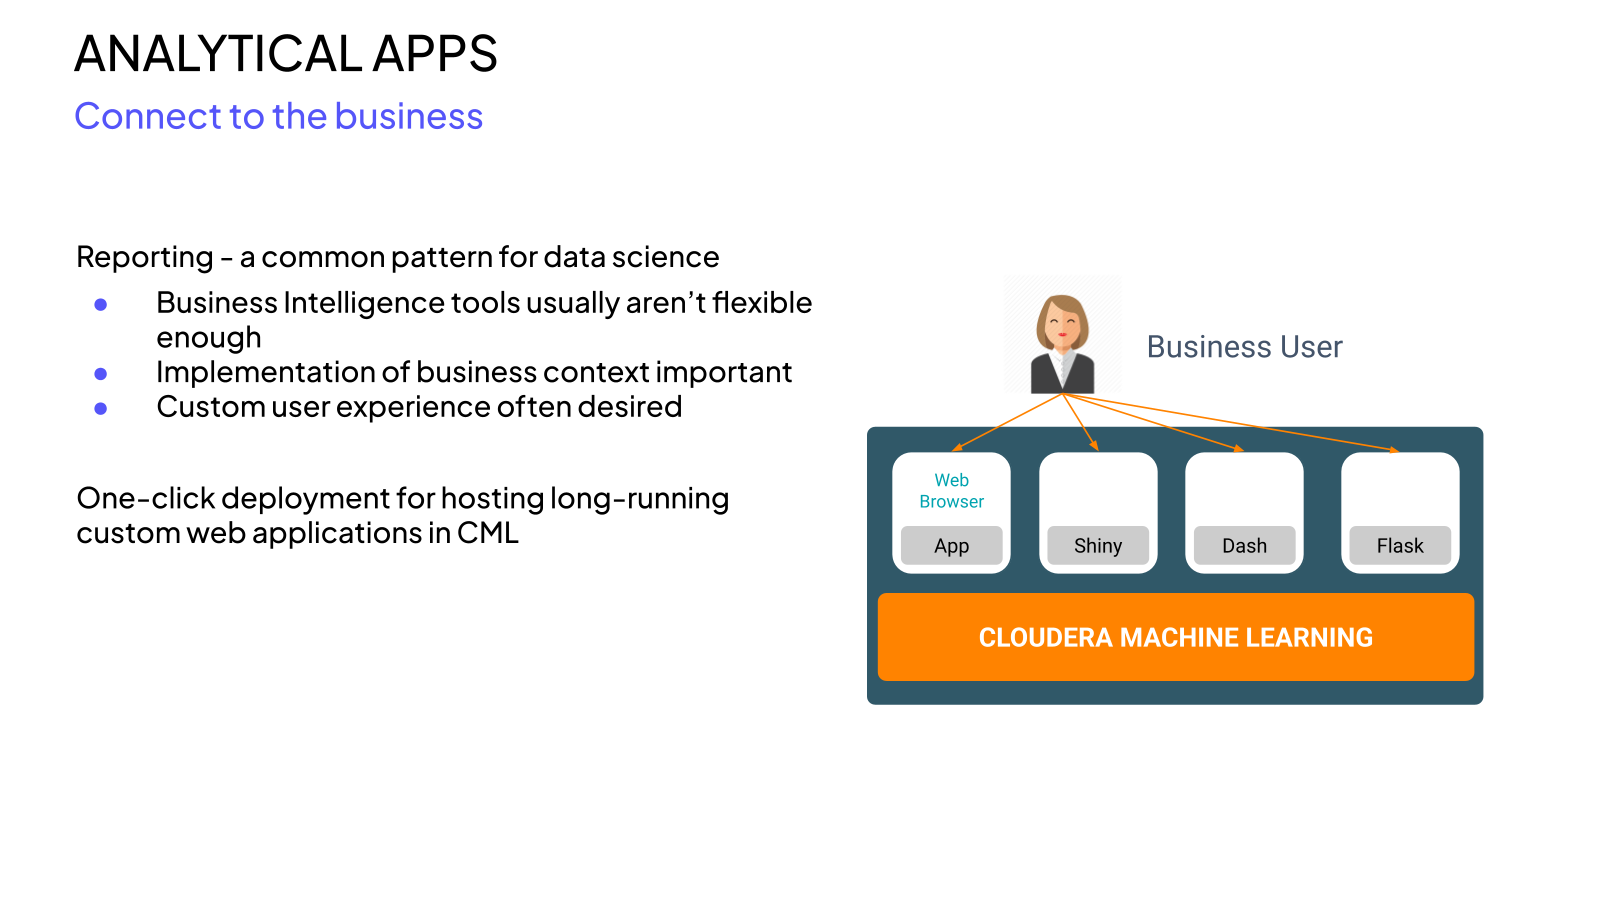 ANALYTICAL APPS
Connect to the business
Reporting - a common pattern for data science
● Business Intelligence tools usually aren’t flexible
enough
● Implementation of business context important
● Custom user experience often desired
One-click deployment for hosting long-running
custom web applications in CML
Business User
Web
Browser
App
Shiny
Dash
Flask
CLOUDERA MACHINE LEARNING